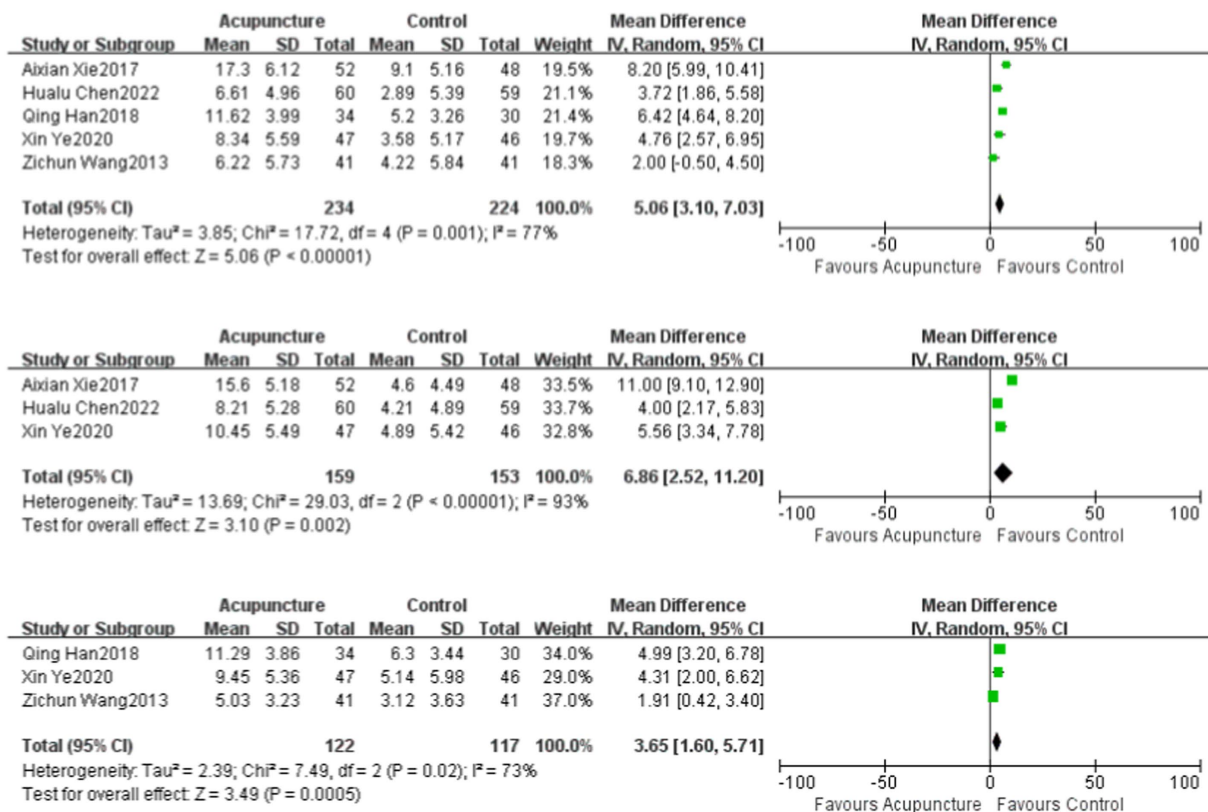 Acupuncture Control Mean Difference Mean Difference
Study or Subgroup Mean SD Total Mean SD Total Weight IV, Random, 95% CI IV, Random, 95% CI
Aixian Xie2017 17.3 6.12 52 9.1 5.16 48 19.5% 8.20 [5.99, 10.41]
Hualu Chen2022 6.61 4.96 60 2.89 5.39 59 21.1% 3.72 [1.86, 5.58]
Qing Han2018 11.62 3.99 34 5.2 3.26 30 21.4% 6.42 [4.64, 8.20]
Xin Ye2020 8.34 5.59 47 3.58 5.17 46 19.7% 4.76 [2.57, 6.95]
Zichun Wang2013 6.22 5.73 41 4.22 5.84 41 18.3% 2.00 [-0.50, 4.50]
Total (95% CI) 234 224 100.0% 5.06 [3.10, 7.03]
Heterogeneity: Tau² = 3.85; Chi² = 17.72, df = 4 (P = 0.001); I² = 77%
Test for overall effect: Z = 5.06 (P < 0.00001)
-100 -50 0 50 100
Favours Acupuncture Favours Control
Acupuncture Control Mean Difference Mean Difference
Study or Subgroup Mean SD Total Mean SD Total Weight IV, Random, 95% CI IV, Random, 95% CI
Aixian Xie2017 15.6 5.18 52 4.6 4.49 48 33.5% 11.00 [9.10, 12.90]
Hualu Chen2022 8.21 5.28 60 4.21 4.89 59 33.7% 4.00 [2.17, 5.83]
Xin Ye2020 10.45 5.49 47 4.89 5.42 46 32.8% 5.56 [3.34, 7.78]
Total (95% CI) 159 153 100.0% 6.86 [2.52, 11.20]
Heterogeneity: Tau² = 13.69; Chi² = 29.03, df = 2 (P < 0.00001); I² = 93%
Test for overall effect: Z = 3.10 (P = 0.002)
-100 -50 0 50 100
Favours Acupuncture Favours Control
Acupuncture Control Mean Difference Mean Difference
Study or Subgroup Mean SD Total Mean SD Total Weight IV, Random, 95% CI IV, Random, 95% CI
Qing Han2018 11.29 3.86 34 6.3 3.44 30 34.0% 4.99 [3.20, 6.78]
Xin Ye2020 9.45 5.36 47 5.14 5.98 46 29.0% 4.31 [2.00, 6.62]
Zichun Wang2013 5.03 3.23 41 3.12 3.63 41 37.0% 1.91 [0.42, 3.40]
Total (95% CI) 122 117 100.0% 3.65 [1.60, 5.71]
Heterogeneity: Tau² = 2.39; Chi² = 7.49, df = 2 (P = 0.02); I² = 73%
Test for overall effect: Z = 3.49 (P = 0.0005)
-100 -50 0 50 100
Favours Acupuncture Favours Control